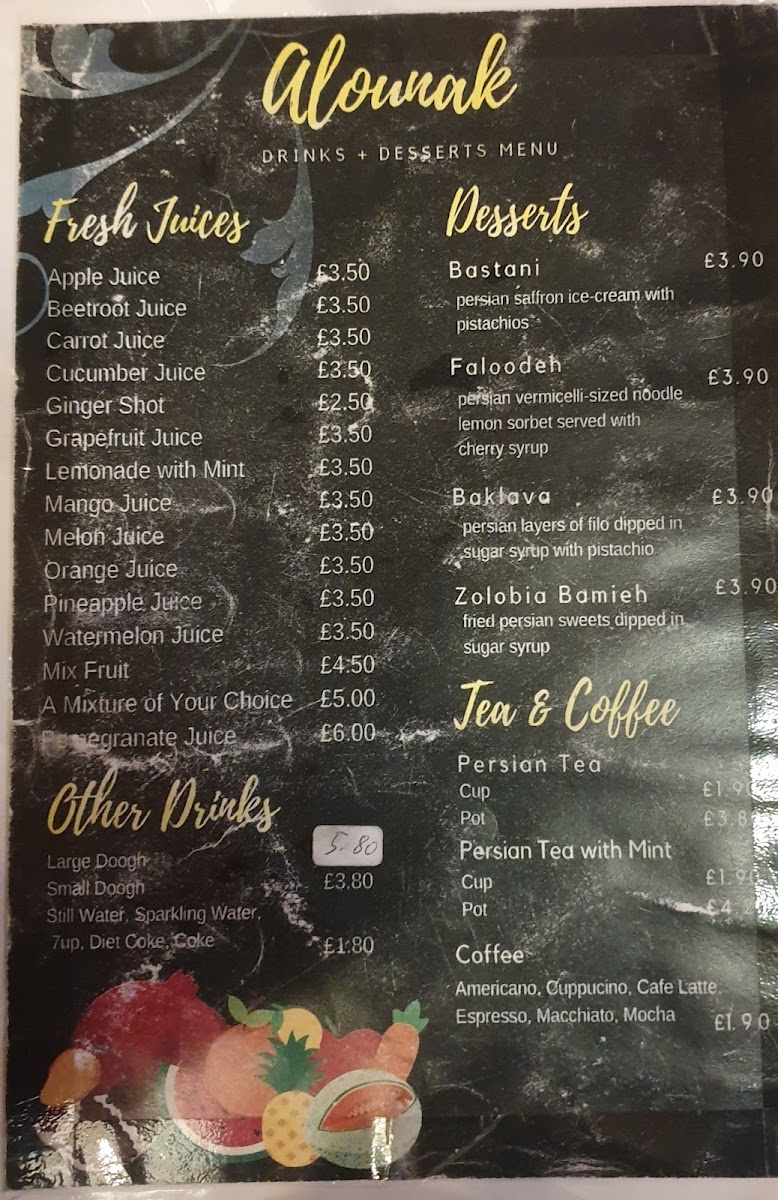 Alounak
DRINKS + DESSERTS MENU
Fresh Juices
Apple Juice £3.50
Beetroot Juice £3.50
Carrot Juice £3.50
Cucumber Juice £3.50
Ginger Shot £2.50
Grapefruit Juice £3.50
Lemonade with Mint £3.50
Mango Juice £3.50
Melon Juice £3.50
Orange Juice £3.50
Pineapple Juice £3.50
Watermelon Juice £3.50
Mix Fruit £4.50
A Mixture of Your Choice £5.00
Pomegranate Juice £6.00
Other Drinks
Large Doogh 5.80
Small Doogh £3.80
Still Water, Sparkling Water,
7up, Diet Coke, Coke £1.80
Desserts
Bastani £3.90
persian saffron ice-cream with
pistachios
Faloodeh £3.90
persian vermicelli-sized noodle
lemon sorbet served with
cherry syrup
Baklava £3.90
persian layers of filo dipped in
sugar syrup with pistachio
Zolobia Bamieh £3.90
fried persian sweets dipped in
sugar syrup
Tea & Coffee
Persian Tea
Cup £1.90
Pot
Persian Tea with Mint
Cup £1.90
Pot
Coffee
Americano, Cuppucino, Cafe Latte,
Espresso, Macchiato, Mocha £1.90